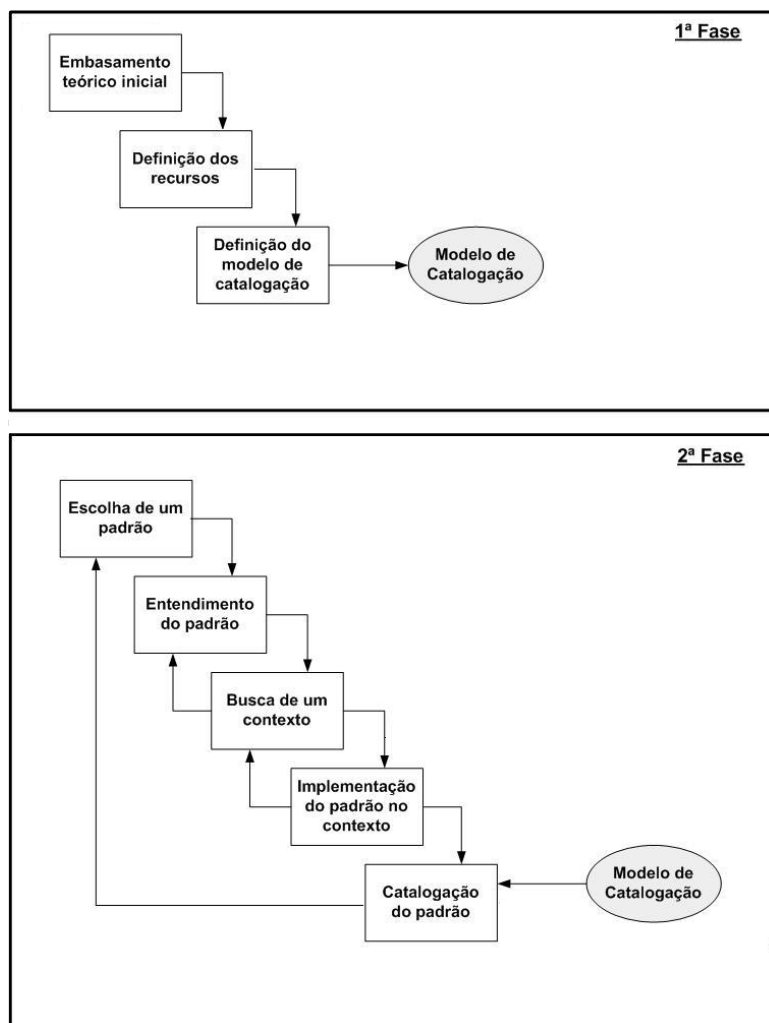 1ª Fase
Embasamento
teórico inicial
Definição dos
recursos
Definição do
modelo de
catalogação
Modelo de
Catalogação
2ª Fase
Escolha de um
padrão
Entendimento
do padrão
Busca de um
contexto
Implementação
do padrão no
contexto
Catalogação
do padrão
Modelo de
Catalogação